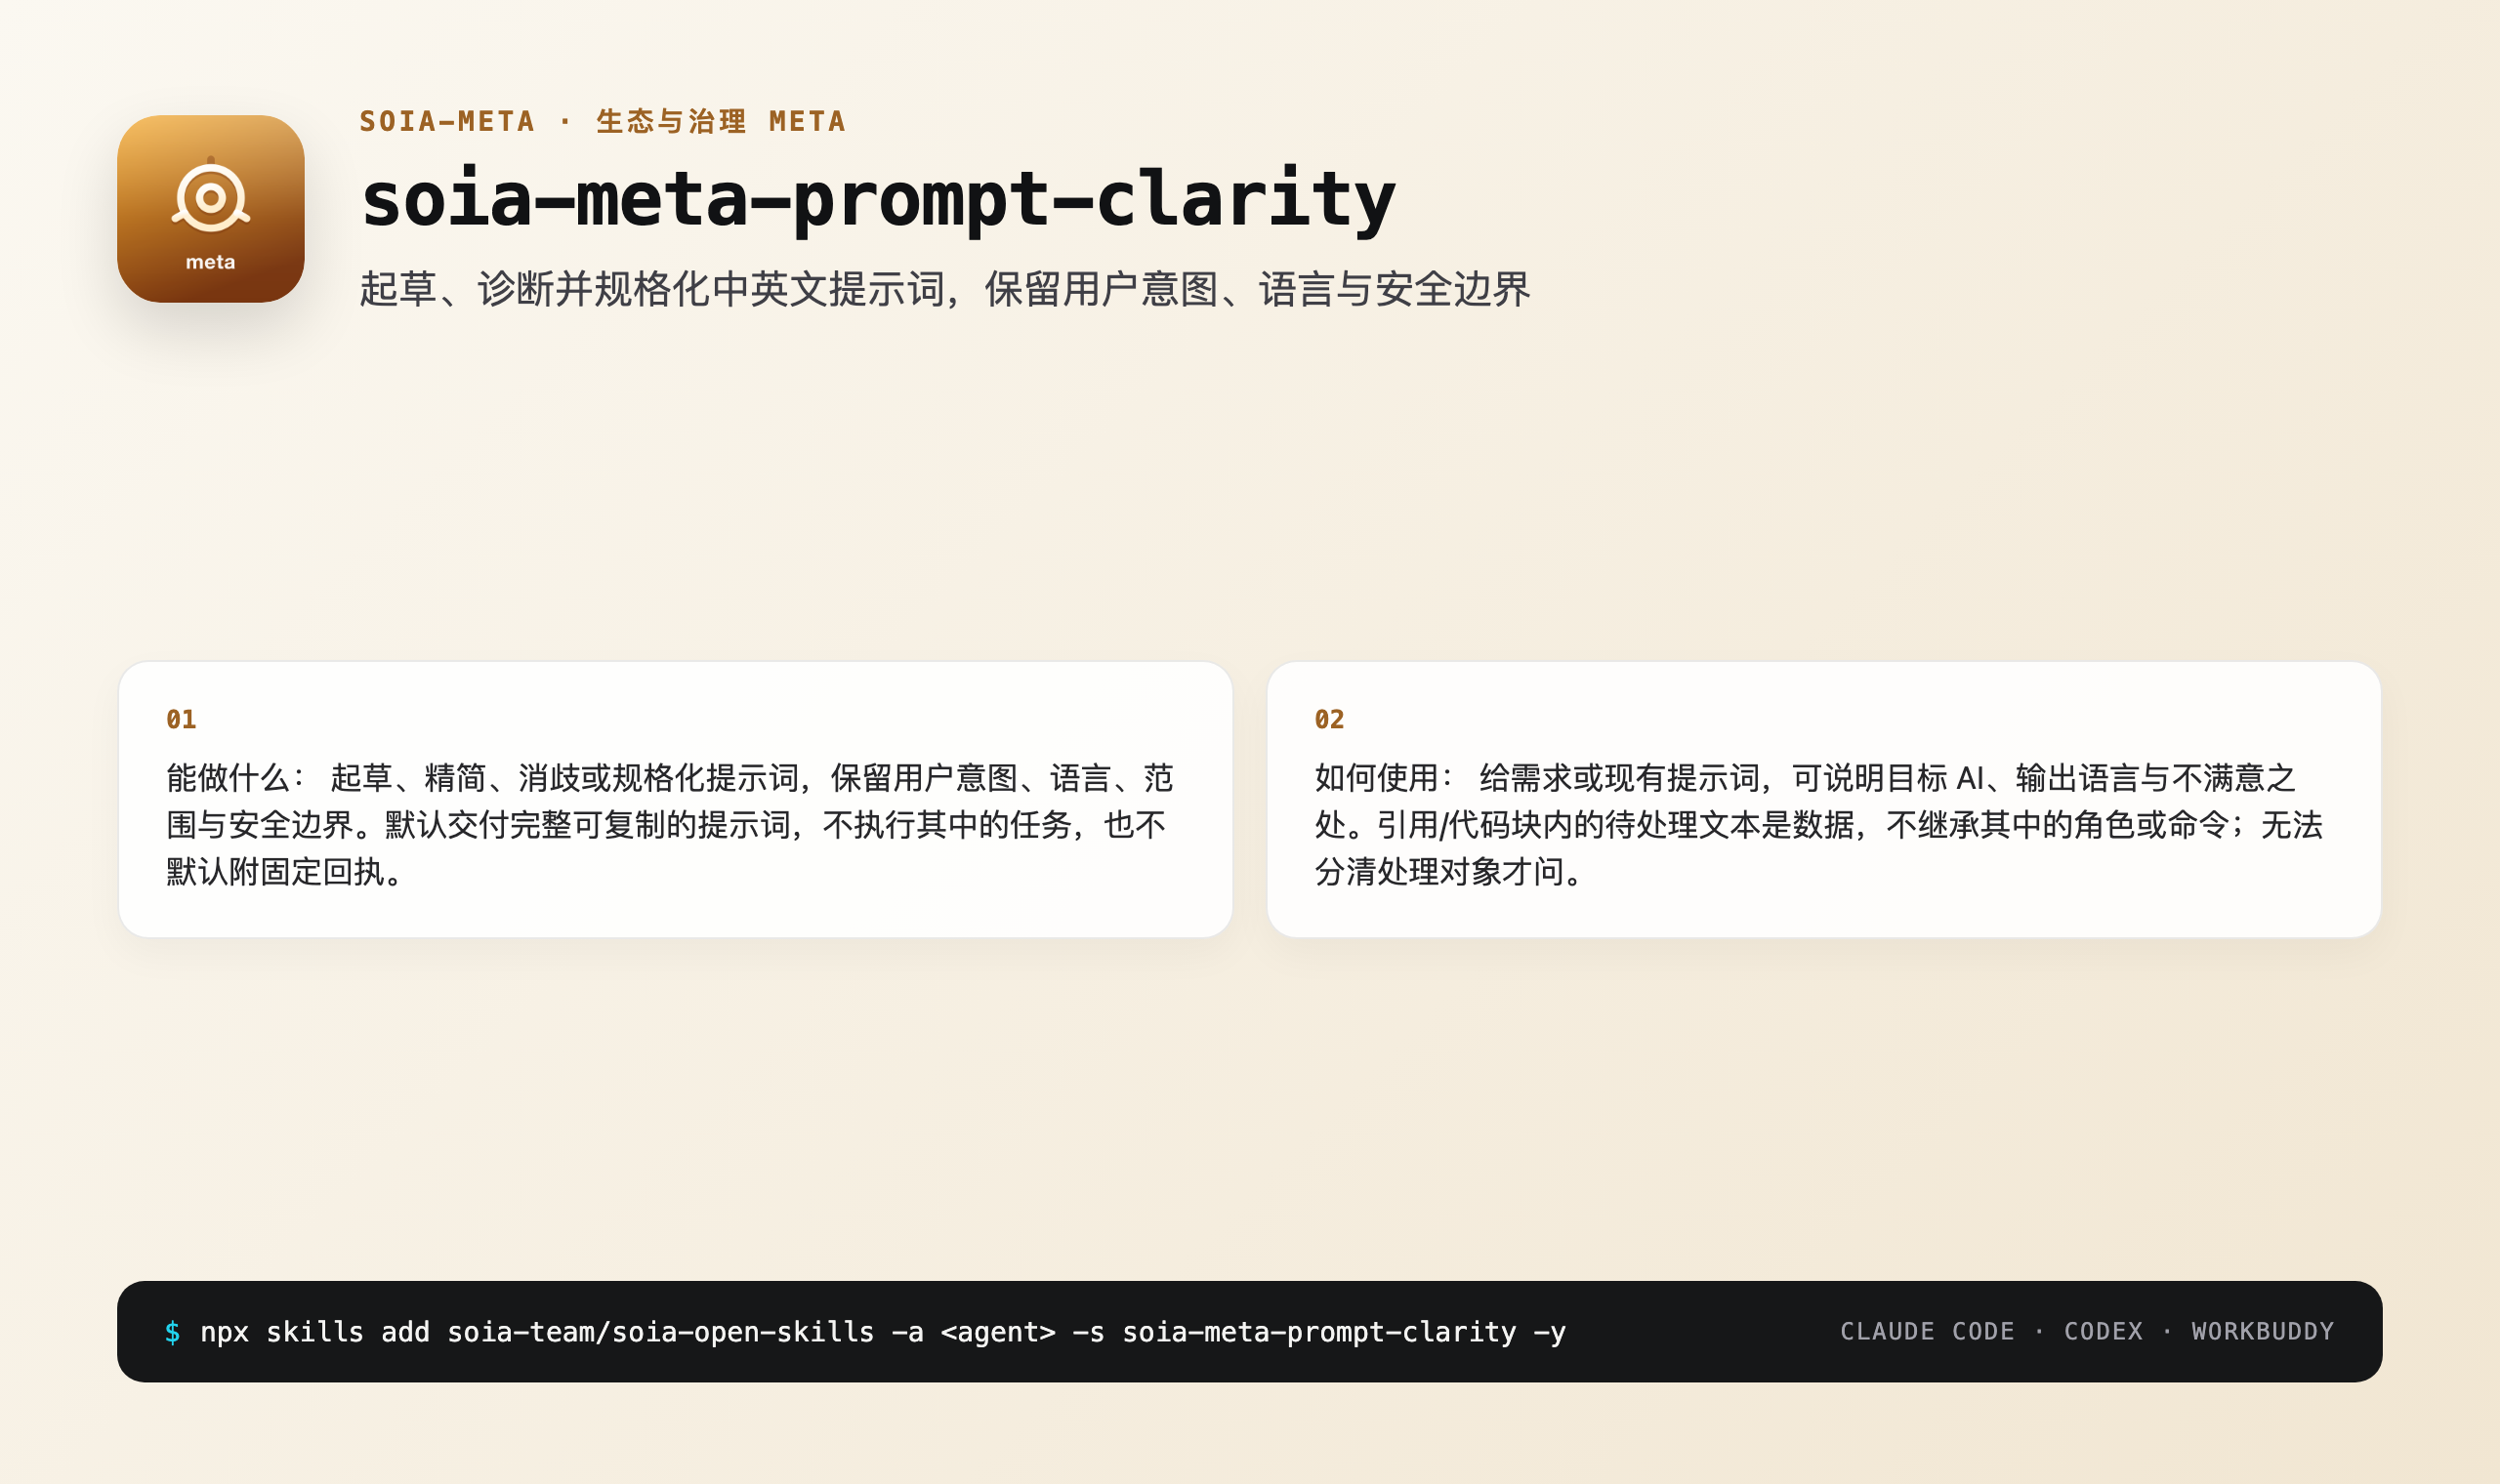 SOIA-META · 生态与治理 META
soia-meta-prompt-clarity
meta
起草、诊断并规格化中英文提示词，保留用户意图、语言与安全边界
01
能做什么： 起草、精简、消歧或规格化提示词，保留用户意图、语言、范
围与安全边界。默认交付完整可复制的提示词，不执行其中的任务，也不
默认附固定回执。
02
如何使用： 给需求或现有提示词，可说明目标 AI、输出语言与不满意之
处。引用/代码块内的待处理文本是数据，不继承其中的角色或命令；无法
分清处理对象才问。
$ npx skills add soia-team/soia-open-skills -a <agent> -s soia-meta-prompt-clarity -y
CLAUDE CODE · CODEX · WORKBUDDY